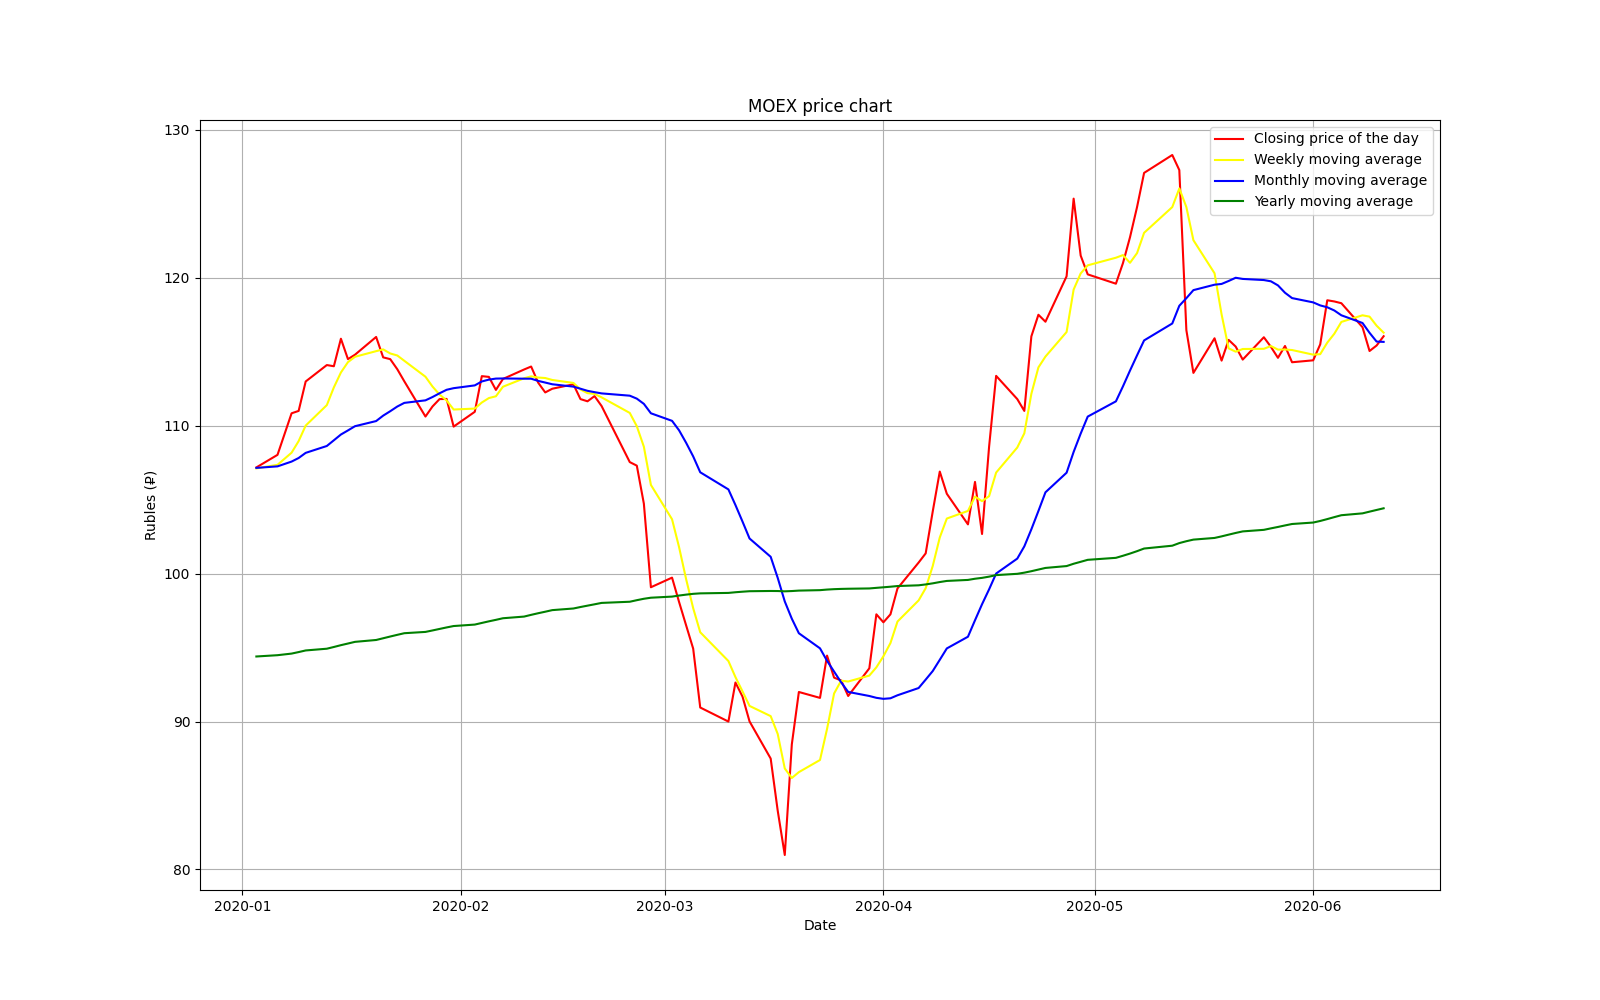 MOEX price chart
130
120
110
100
90
80
Rubles (₽)
Closing price of the day
Weekly moving average
Monthly moving average
Yearly moving average
2020-01
2020-02
2020-03
2020-04
2020-05
2020-06
Date